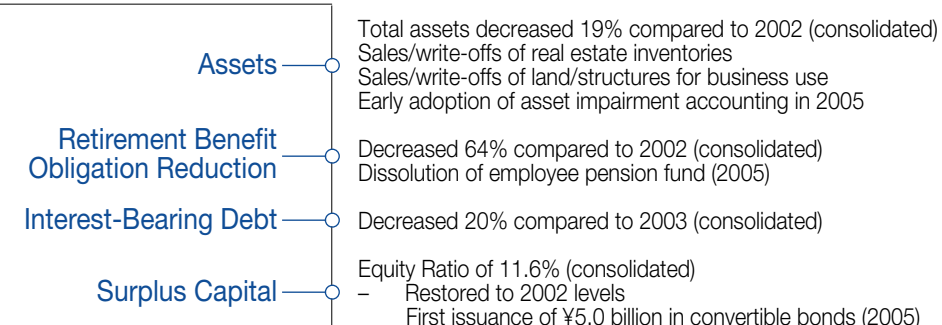 Assets
Total assets decreased 19% compared to 2002 (consolidated)
Sales/write-offs of real estate inventories
Sales/write-offs of land/structures for business use
Early adoption of asset impairment accounting in 2005
Retirement Benefit
Obligation Reduction
Decreased 64% compared to 2002 (consolidated)
Dissolution of employee pension fund (2005)
Interest-Bearing Debt
Decreased 20% compared to 2003 (consolidated)
Surplus Capital
Equity Ratio of 11.6% (consolidated)
– Restored to 2002 levels
First issuance of ¥5.0 billion in convertible bonds (2005)